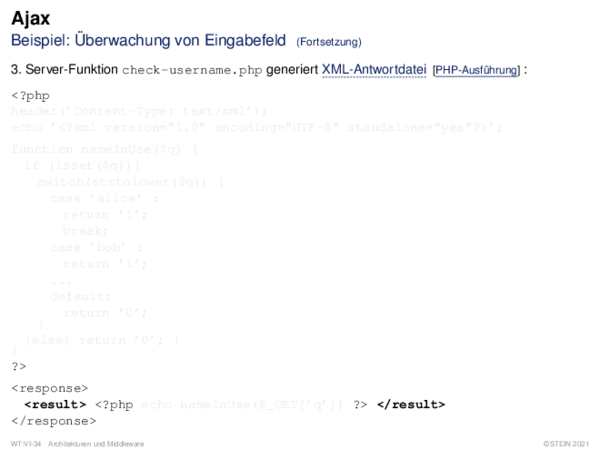 Ajax
Beispiel: Überwachung von Eingabefeld (Fortsetzung)
3. Server-Funktion check-username.php generiert XML-Antwortdatei [PHP-Ausführung] :
<?php
header('Content-Type: text/xml');
echo '<?xml version="1.0" encoding="UTF-8" standalone="yes"?>';
function nameInUse($q) {
if (isset($q)){
switch(strtolower($q)) {
case 'alice' :
return '1';
break;
case 'bob' :
return '1';
...
default:
return '0';
}
}else{ return '0'; }
}
?>
<response>
<result> <?php echo nameInUse($_GET['q']) ?> </result>
</response>
WT:VI-34 Architekturen und Middleware ©STEIN 2021